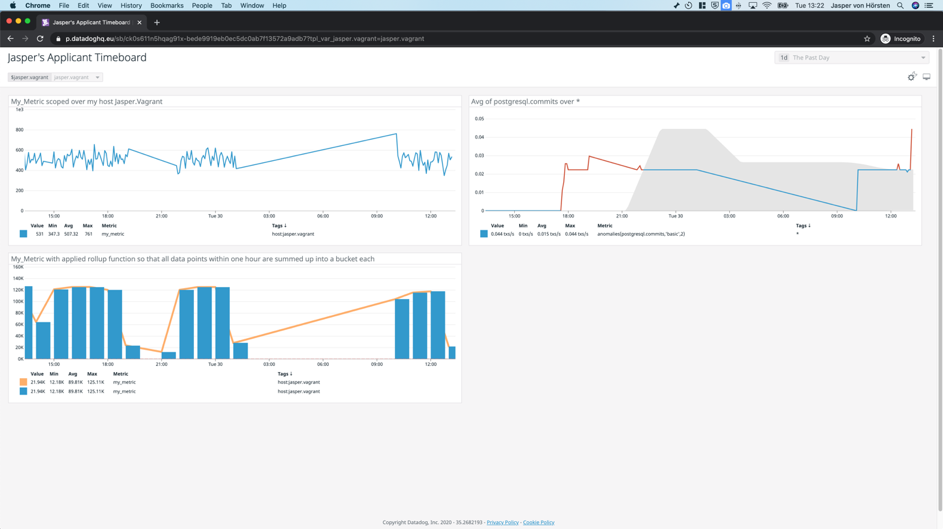 Chrome File Edit View History Bookmarks People Tab Window Help Tue 13:22 Jasper von Hörsten
Jasper's Applicant Timeboard
p.datadoghq.eu/sb/ck0s611n5hqag91x-bede9919eb0ec5dc0ab7f13572a9adb7?tpl_var_jasper.vagrant=jasper.vagrant Incognito
Jasper's Applicant Timeboard 1d The Past Day
$jasper.vagrant jasper.vagrant
My_Metric scoped over my host Jasper.Vagrant
1e3
800
600
400
200
0
15:00 18:00 21:00 Tue 30 03:00 06:00 09:00 12:00
Value Min Avg Max Metric Tags ↓
531 347.3 507.32 761 my_metric host:jasper.vagrant
Avg of postgresql.commits over *
0.05
0.04
0.03
0.02
0.01
0
15:00 18:00 21:00 Tue 30 03:00 06:00 09:00 12:00
Value Min Avg Max Metric Tags ↓
0.044 txs/s 0 txs/s 0.015 txs/s 0.044 txs/s anomalies(postgresql.commits,'basic',2) *
My_Metric with applied rollup function so that all data points within one hour are summed up into a bucket each
160K
140K
120K
100K
80K
60K
40K
20K
0K
15:00 18:00 21:00 Tue 30 03:00 06:00 09:00 12:00
Value Min Avg Max Metric Tags ↓
21.94K 12.18K 89.81K 125.11K my_metric host:jasper.vagrant
21.94K 12.18K 89.81K 125.11K my_metric host:jasper.vagrant
Copyright Datadog, Inc. 2020 - 35.2682193 - Privacy Policy - Cookie Policy